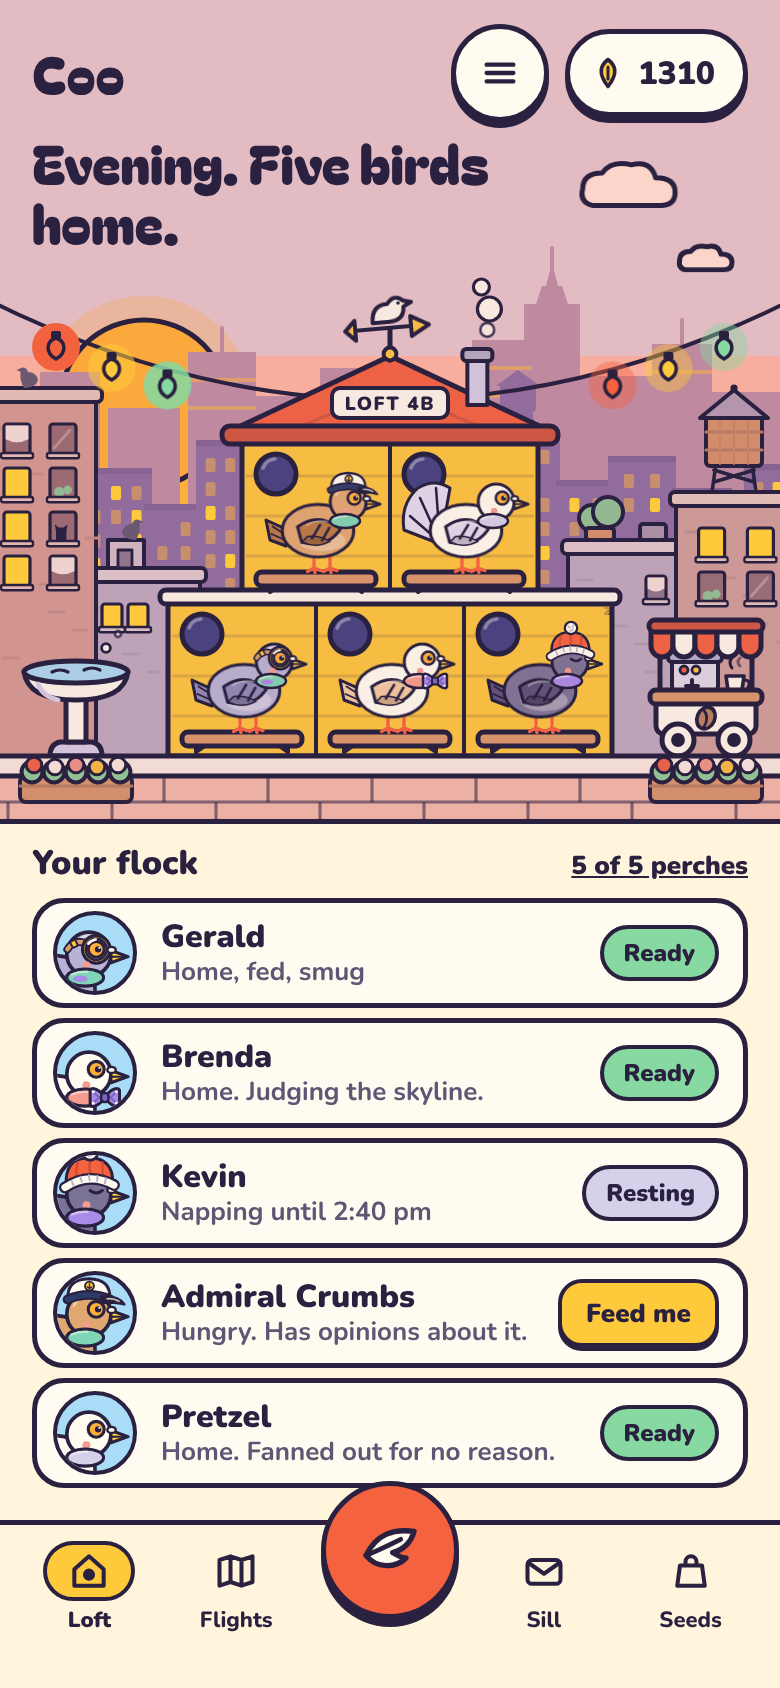 Coo
1310
Evening. Five birds
home.
LOFT 4B
Your flock
5 of 5 perches
Gerald
Home, fed, smug
Ready
Brenda
Home. Judging the skyline.
Ready
Kevin
Napping until 2:40 pm
Resting
Admiral Crumbs
Hungry. Has opinions about it.
Feed me
Pretzel
Home. Fanned out for no reason.
Ready
Loft
Flights
Sill
Seeds